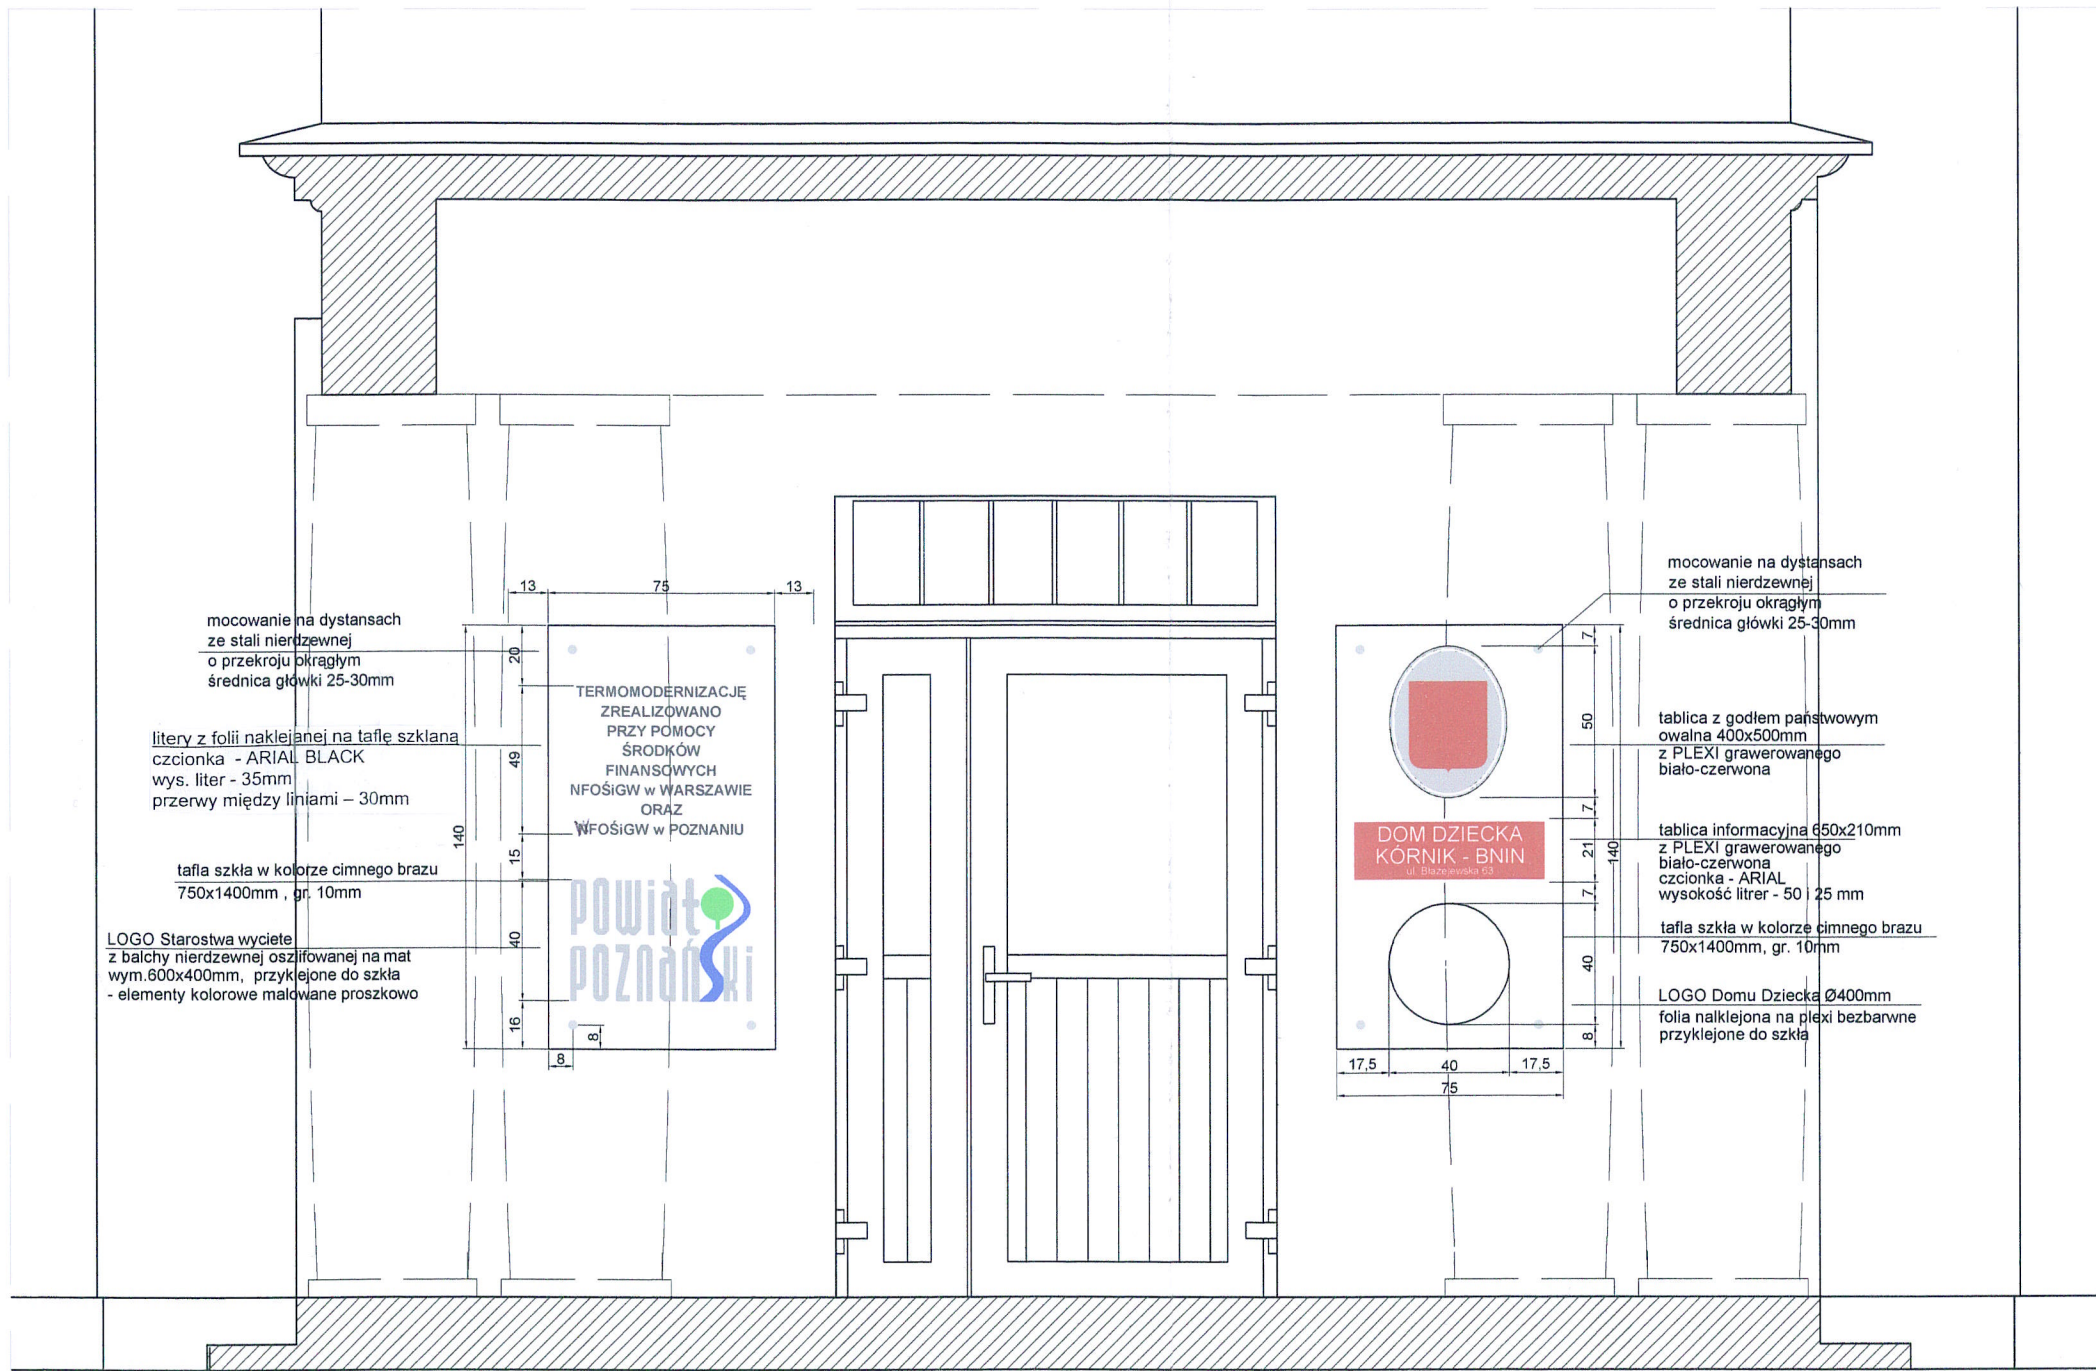 mocowanie na dystansach
ze stali nierdzewnej
o przekroju okrągłym
średnica główki 25-30mm
litery z folii naklejanej na taflę szklaną
czcionka - ARIAL BLACK
wys. liter - 35mm
przerwy między liniami – 30mm
tafla szkła w kolorze cimnego brazu
750x1400mm , gr. 10mm
LOGO Starostwa wyciete
z balchy nierdzewnej oszlifowanej na mat
wym.600x400mm, przyklejone do szkła
- elementy kolorowe malowane proszkowo
13
75
13
140
20
49
15
40
16
8
8
TERMOMODERNIZACJĘ
ZREALIZOWANO
PRZY POMOCY
ŚRODKÓW
FINANSOWYCH
NFOŚiGW w WARSZAWIE
ORAZ
WFOŚiGW w POZNANIU
powiat
poznański
DOM DZIECKA
KÓRNIK - BNIN
ul. Błażejewska 63
7
50
7
21
7
40
8
140
17,5
40
17,5
75
mocowanie na dystansach
ze stali nierdzewnej
o przekroju okrągłym
średnica główki 25-30mm
tablica z godłem państwowym
owalna 400x500mm
z PLEXI grawerowanego
biało-czerwona
tablica informacyjna 650x210mm
z PLEXI grawerowanego
biało-czerwona
czcionka - ARIAL
wysokość litrer - 50 i 25 mm
tafla szkła w kolorze cimnego brazu
750x1400mm, gr. 10mm
LOGO Domu Dziecka Ø400mm
folia nalklejona na plexi bezbarwne
przyklejone do szkła